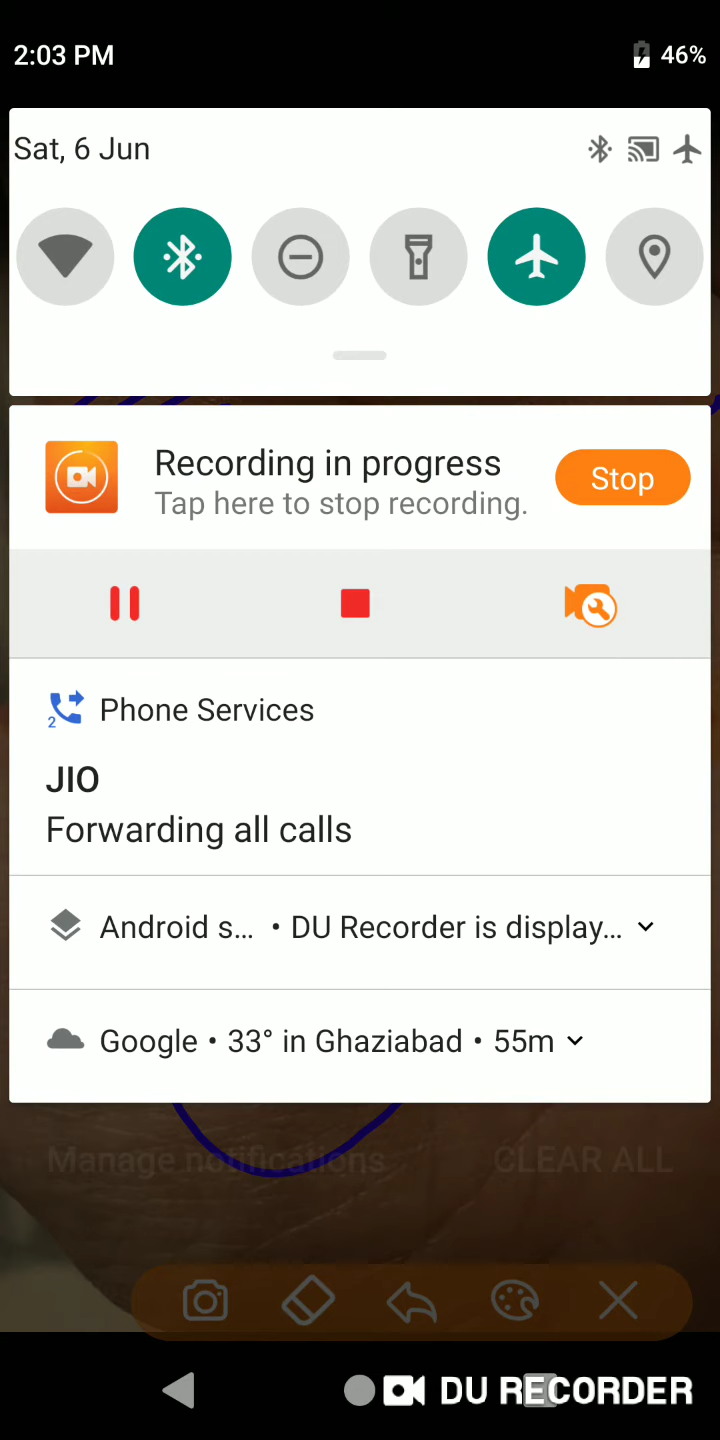 2:03 PM
46%
Sat, 6 Jun
Recording in progress
Stop
Tap here to stop recording.
2
Phone Services
JIO
Forwarding all calls
Android s... • DU Recorder is display...
Google • 33° in Ghaziabad • 55m
Manage notifications
CLEAR ALL
DU RECORDER